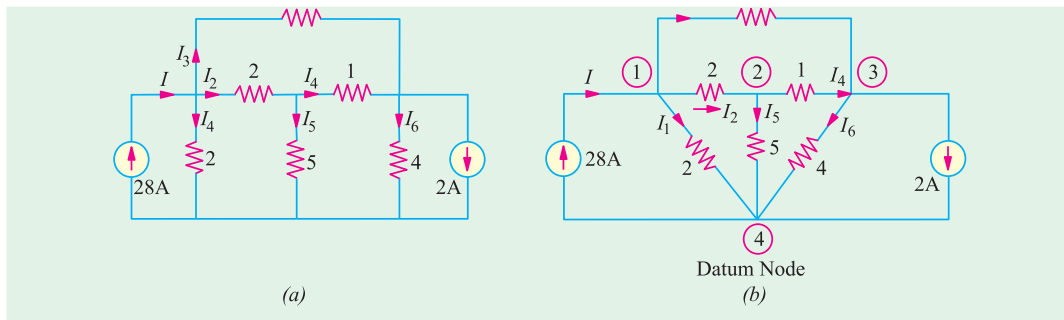 I₃
I I₂ 2 I₄ 1
I₄ I₅ I₆
28A 2 5 4 2A
(a)
1 2 2 1 I₄ 3
I I₂
I₁ I₅ I₆
28A 2 5 4 2A
4
Datum Node
(b)